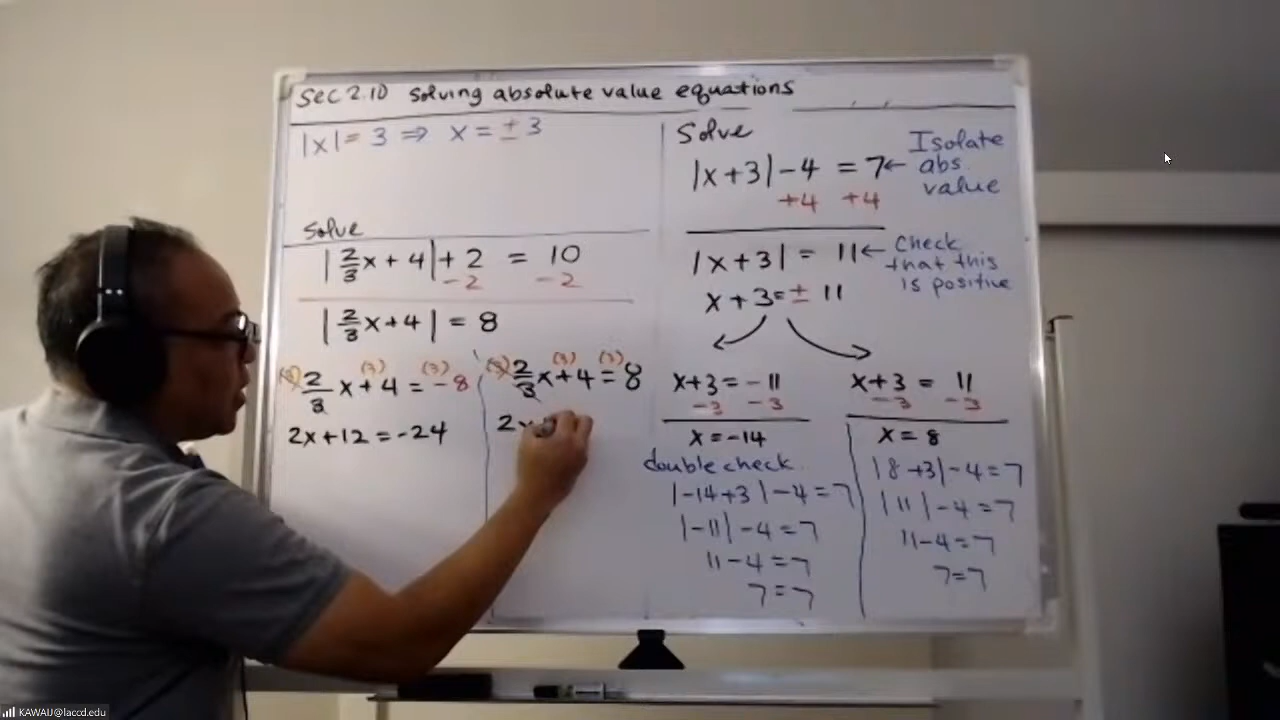 Sec 2.10 Solving absolute value equations
|x| = 3 ⇒ x = ± 3
Solve
|2/3 x + 4| + 2 = 10
-2 -2
|2/3 x + 4| = 8
(3) (3) (3)
2/3 x + 4 = -8
2x + 12 = -24
(3) (3) (3)
2/3 x + 4 = 8
2x
Solve
|x + 3| - 4 = 7 ← Isolate abs. value
+4 +4
|x + 3| = 11 ← Check that this is positive
x + 3 = ± 11
x + 3 = - 11
-3 -3
x = -14
double check
|-14 + 3| - 4 = 7
|-11| - 4 = 7
11 - 4 = 7
7 = 7
x + 3 = 11
-3 -3
x = 8
|8 + 3| - 4 = 7
|11| - 4 = 7
11 - 4 = 7
7 = 7
KAWAIJ@laccd.edu